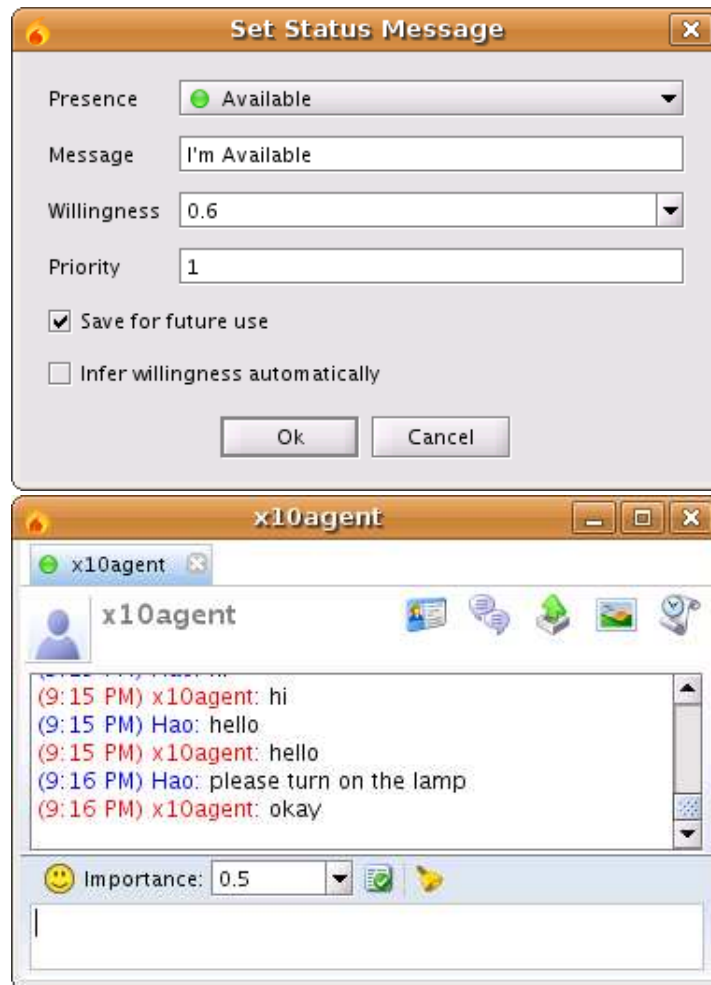 Set Status Message
Presence Available
Message I'm Available
Willingness 0.6
Priority 1
Save for future use
Infer willingness automatically
Ok Cancel
x10agent
x10agent
x10agent
(9:15 PM) x10agent: hi
(9:15 PM) Hao: hello
(9:15 PM) x10agent: hello
(9:16 PM) Hao: please turn on the lamp
(9:16 PM) x10agent: okay
Importance: 0.5